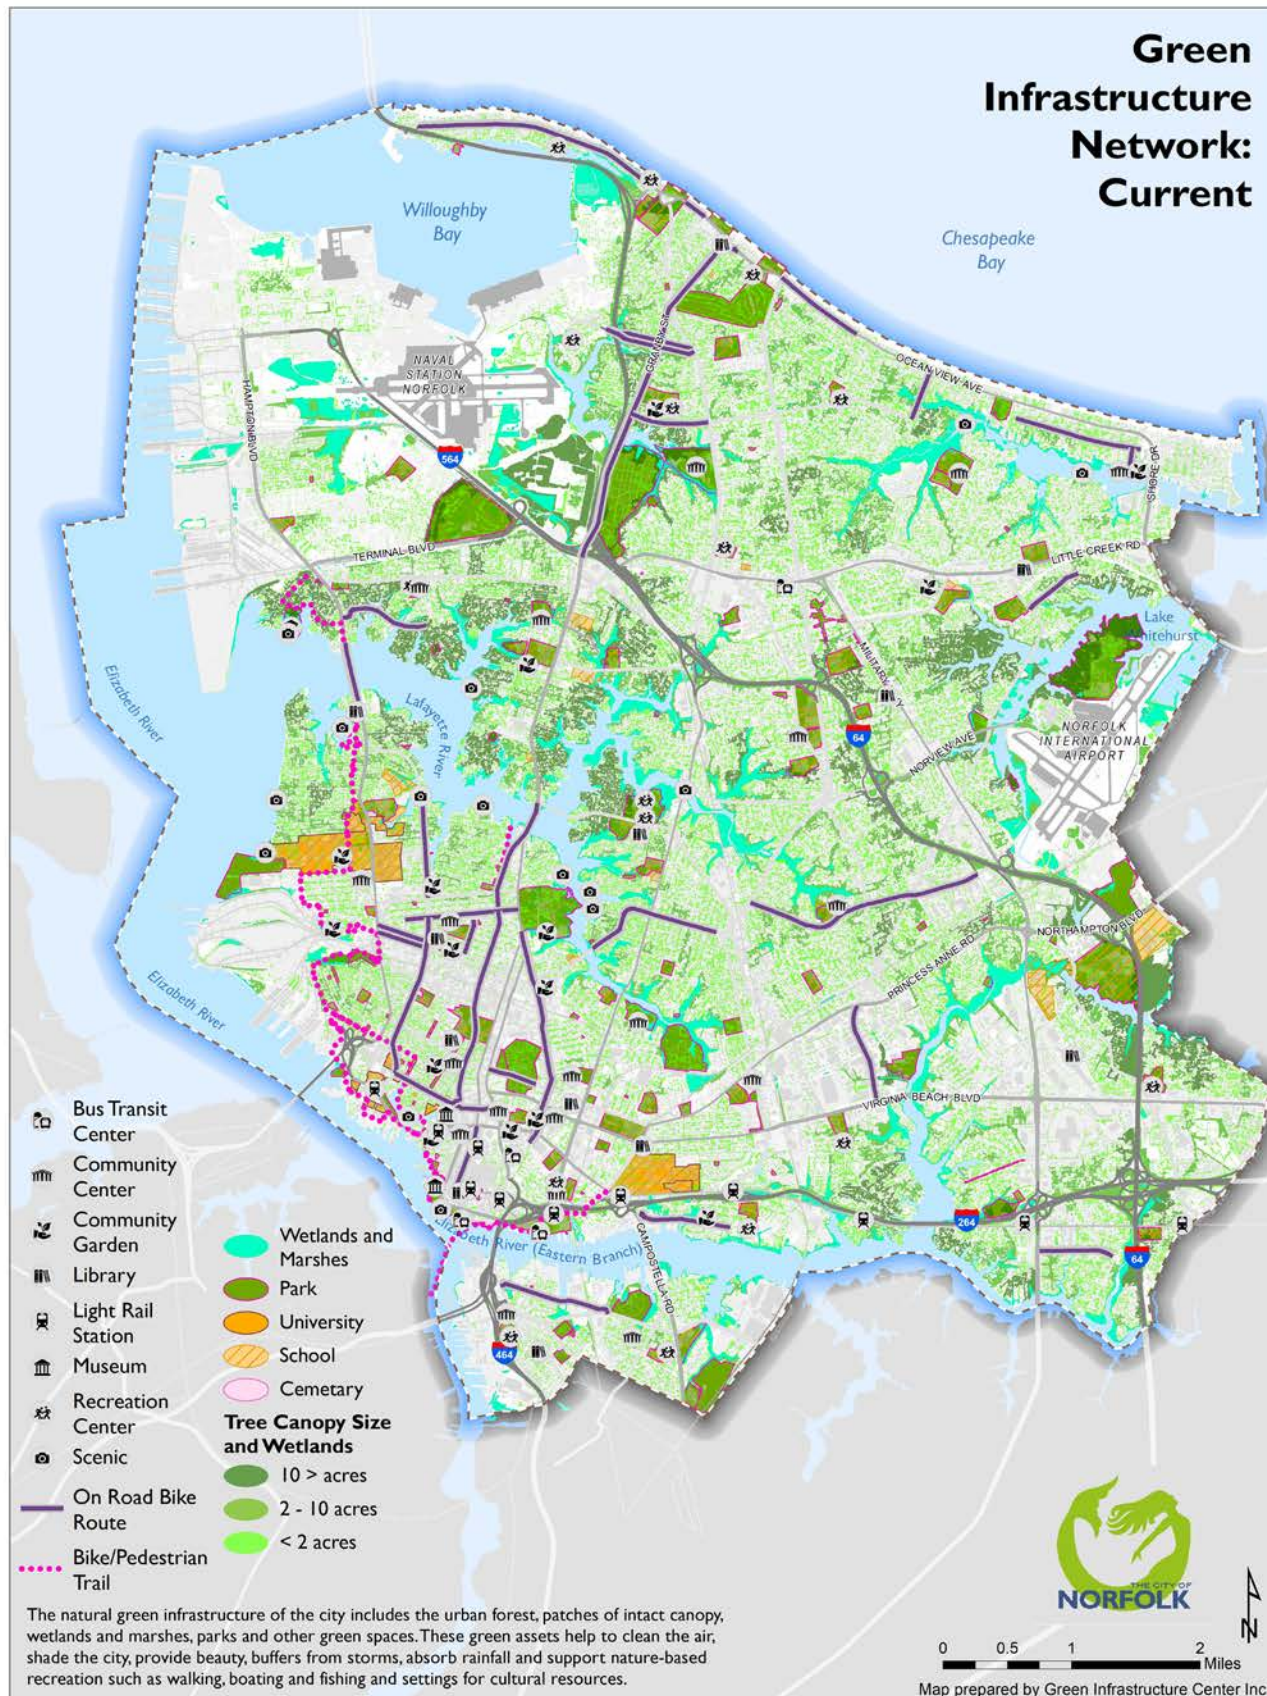 Green
Infrastructure
Network:
Current
Willoughby
Bay
Chesapeake
Bay
NAVAL
STATION
NORFOLK
HAMPTON BLVD
GRANBY ST
OCEAN VIEW AVE
SHORE DR
564
TERMINAL BLVD
LITTLE CREEK RD
Lake
Whitehurst
Elizabeth River
Lafayette River
64
NORVIEW AVE
NORFOLK
INTERNATIONAL
AIRPORT
NORTHAMPTON BLVD
PRINCESS ANNE RD
Elizabeth River
VIRGINIA BEACH BLVD
264
64
Elizabeth River (Eastern Branch)
CAMPOSTELLA RD
464
Bus Transit
Center
Community
Center
Community
Garden
Library
Light Rail
Station
Museum
Recreation
Center
Scenic
On Road Bike
Route
Bike/Pedestrian
Trail
Wetlands and
Marshes
Park
University
School
Cemetary
Tree Canopy Size
and Wetlands
10 > acres
2 - 10 acres
< 2 acres
The natural green infrastructure of the city includes the urban forest, patches of intact canopy,
wetlands and marshes, parks and other green spaces. These green assets help to clean the air,
shade the city, provide beauty, buffers from storms, absorb rainfall and support nature-based
recreation such as walking, boating and fishing and settings for cultural resources.
THE CITY OF
NORFOLK
N
0 0.5 1 2
Miles
Map prepared by Green Infrastructure Center Inc